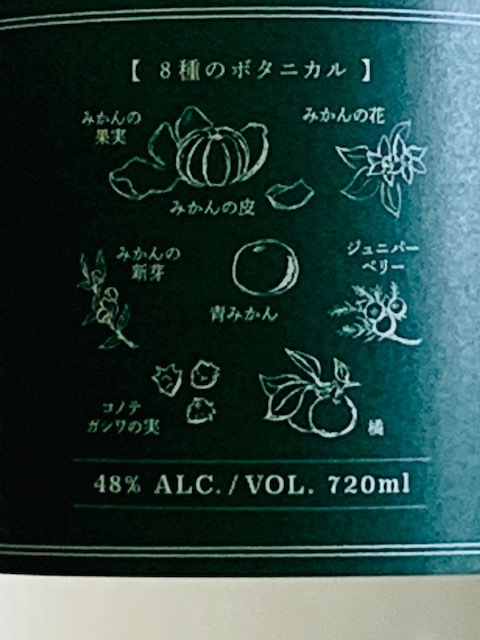 【 8種のボタニカル 】
みかんの
果実
みかんの花
みかんの皮
みかんの
新芽
ジュニパー
ベリー
青みかん
コノテ
ガシワの実
橘
48% ALC./VOL. 720ml